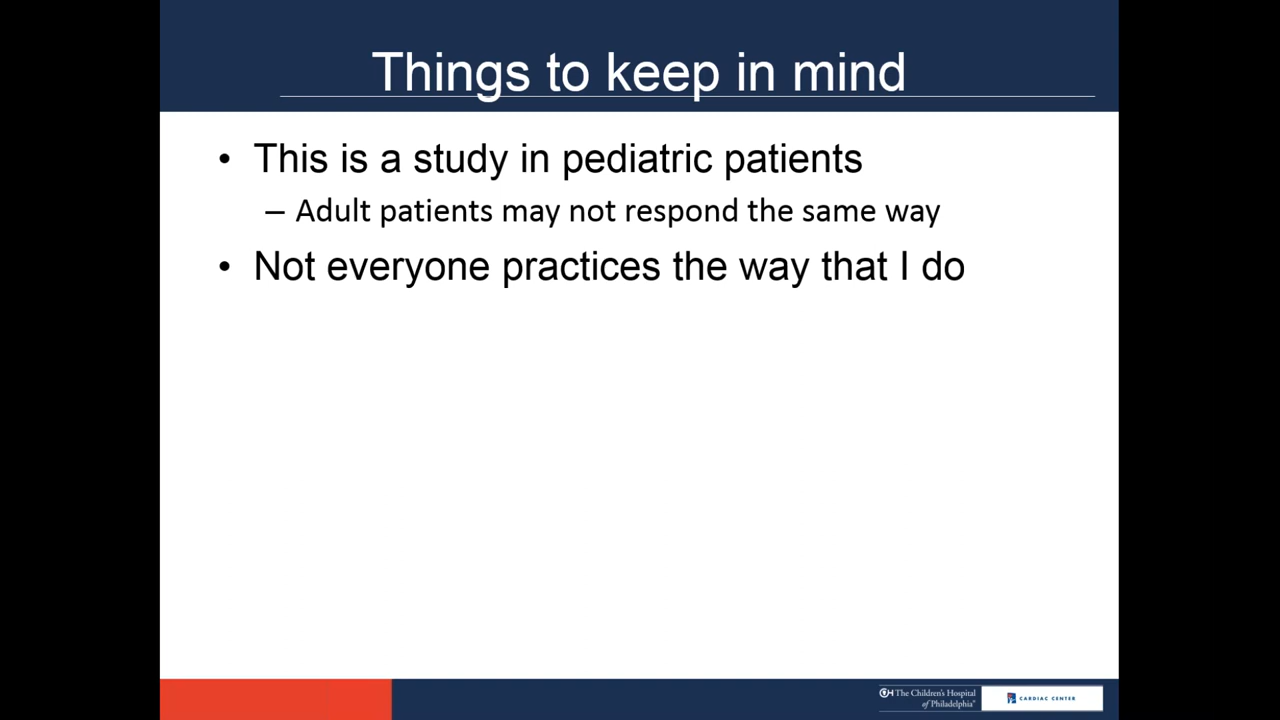 Things to keep in mind
• This is a study in pediatric patients
– Adult patients may not respond the same way
• Not everyone practices the way that I do
CH The Children's Hospital
of Philadelphia®
CARDIAC CENTER